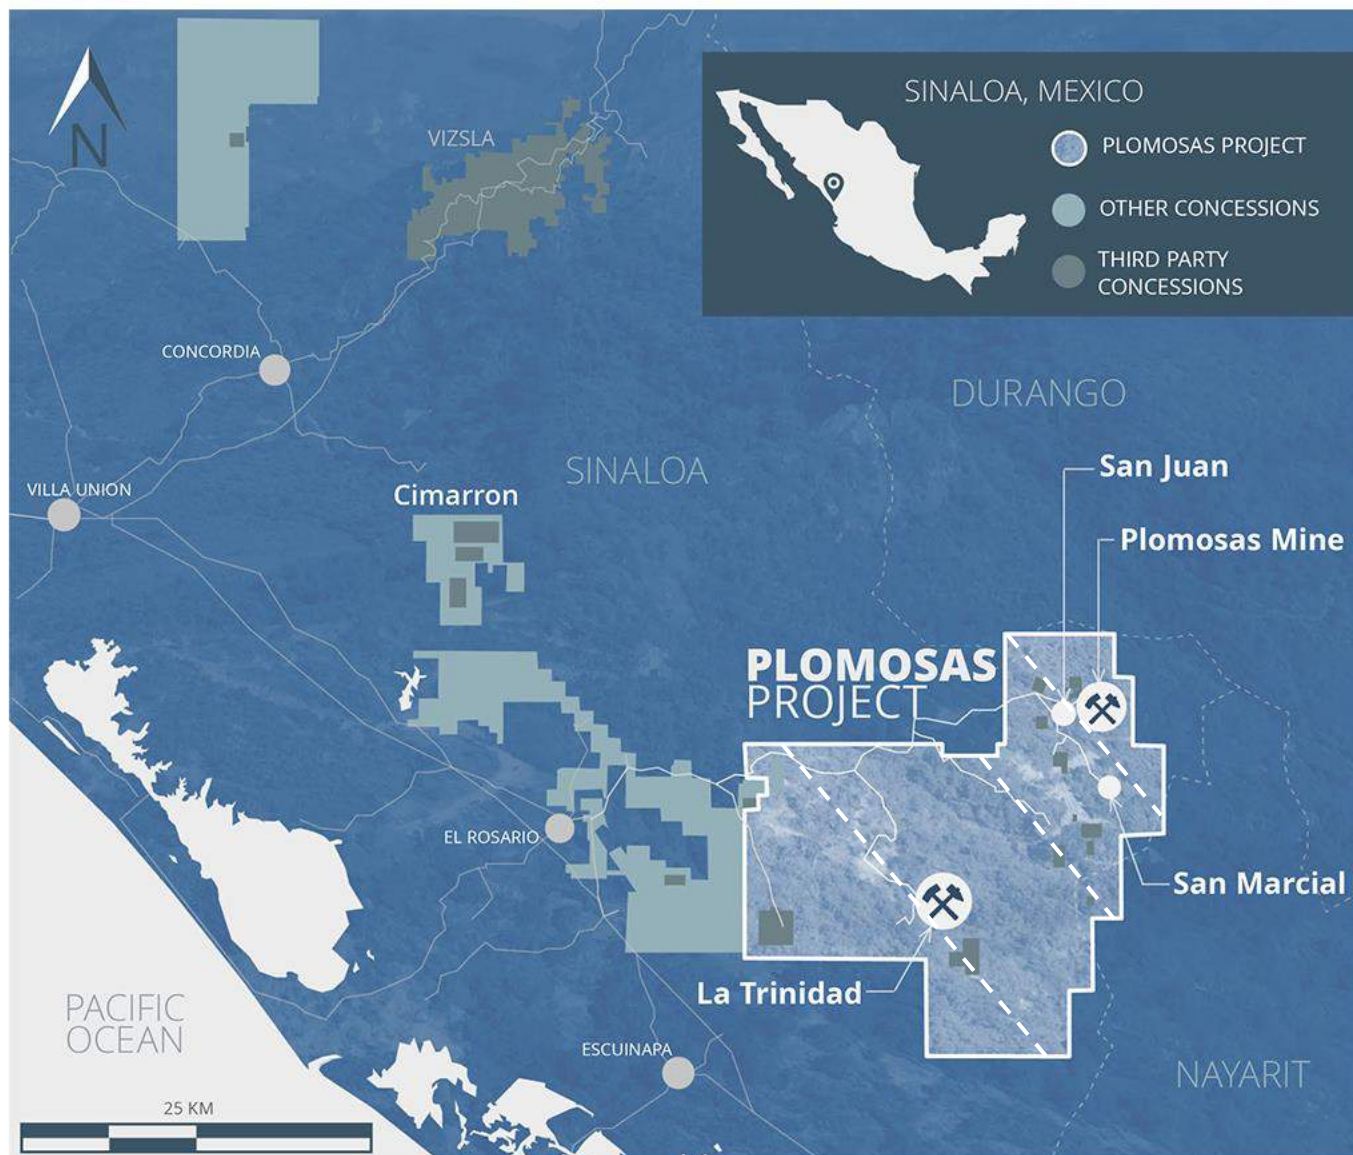 N
VIZSLA
SINALOA, MEXICO
PLOMOSAS PROJECT
OTHER CONCESSIONS
THIRD PARTY
CONCESSIONS
CONCORDIA
DURANGO
SINALOA
San Juan
VILLA UNION
Cimarron
Plomosas Mine
PLOMOSAS
PROJECT
EL ROSARIO
San Marcial
La Trinidad
PACIFIC
OCEAN
ESCUINAPA
NAYARIT
25 KM